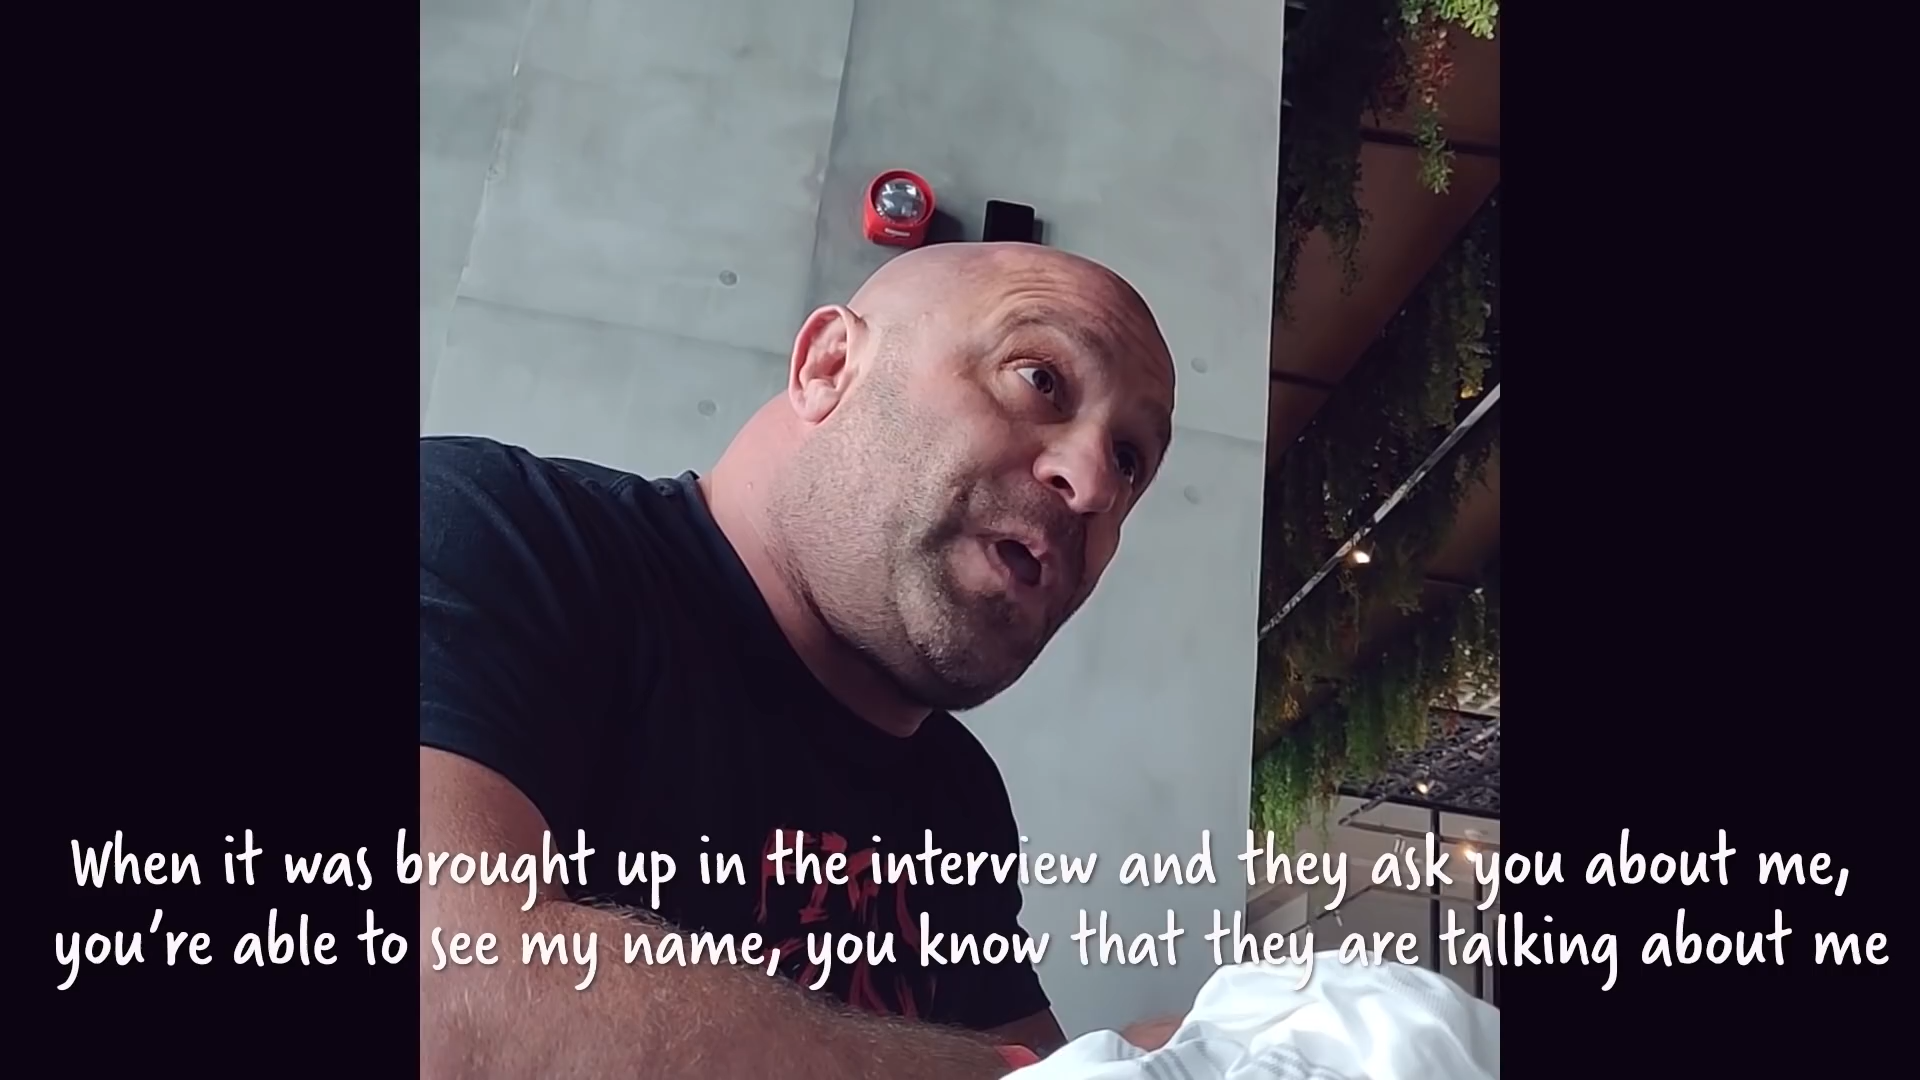 When it was brought up in the interview and they ask you about me,
you're able to see my name, you know that they are talking about me